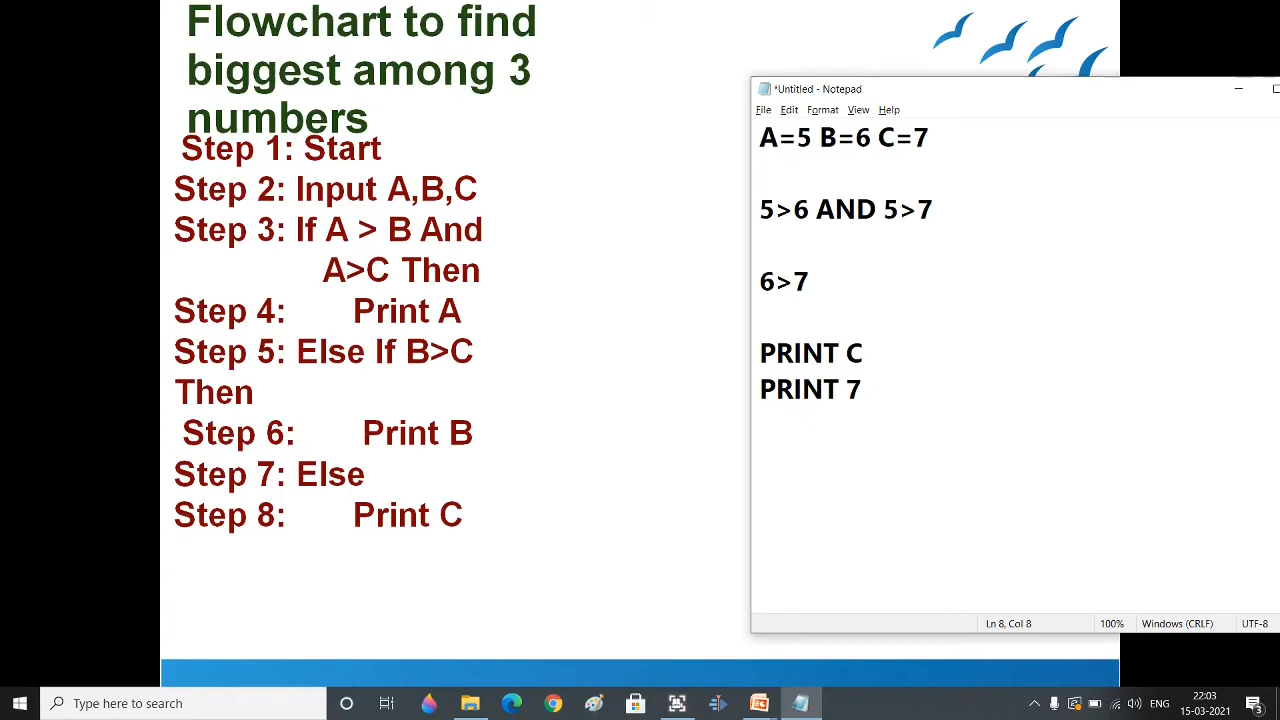 Flowchart to find
biggest among 3
numbers
Step 1: Start
Step 2: Input A,B,C
Step 3: If A > B And
A>C Then
Step 4: Print A
Step 5: Else If B>C
Then
Step 6: Print B
Step 7: Else
Step 8: Print C
*Untitled - Notepad
File Edit Format View Help
A=5 B=6 C=7
5>6 AND 5>7
6>7
PRINT C
PRINT 7
Ln 8, Col 8 100% Windows (CRLF) UTF-8
Type here to search
ENG
22:03
15-03-2021
3